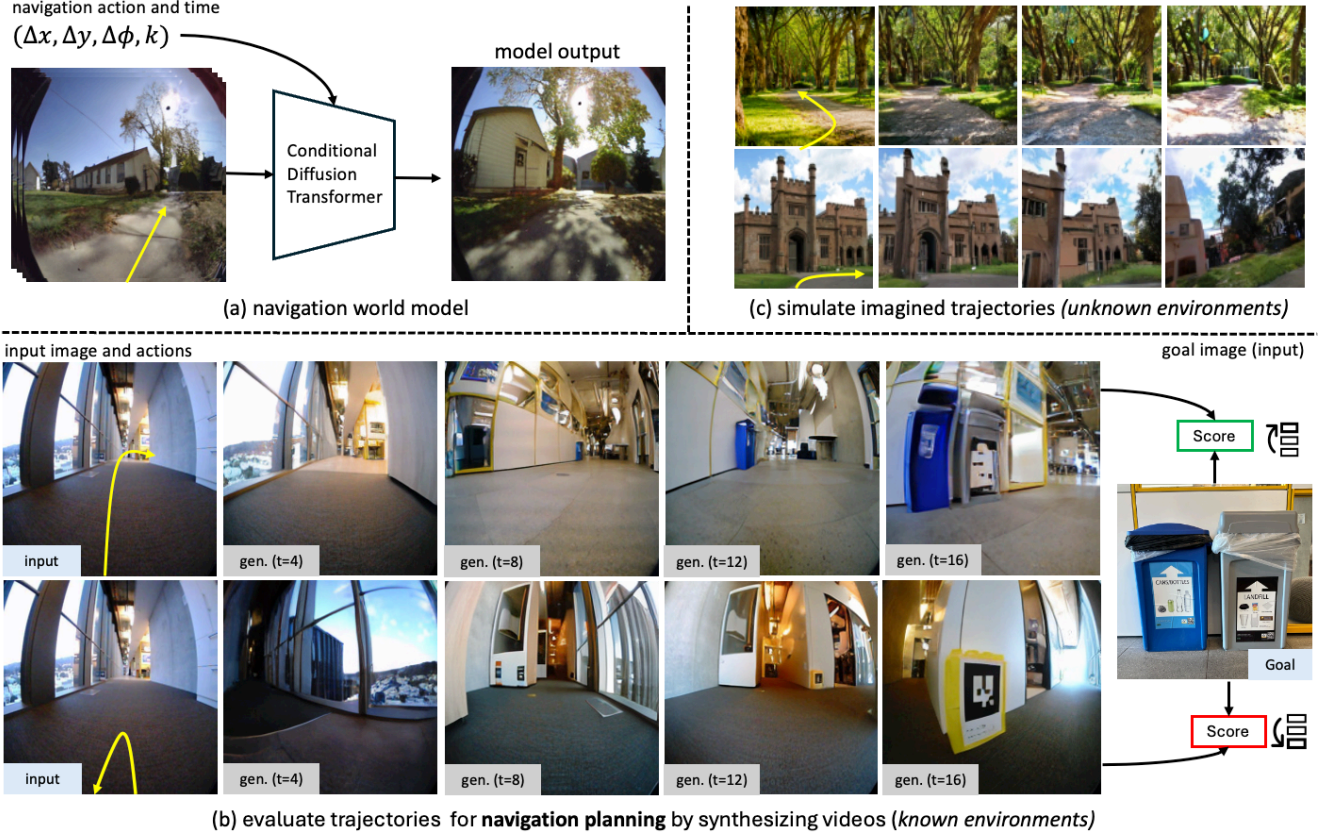 navigation action and time
(Δx, Δy, Δϕ, k)
model output
Conditional
Diffusion
Transformer
(a) navigation world model
(c) simulate imagined trajectories (unknown environments)
input image and actions
goal image (input)
input
gen. (t=4)
gen. (t=8)
gen. (t=12)
gen. (t=16)
Score
CANS/BOTTLES
LANDFILL
Goal
input
gen. (t=4)
gen. (t=8)
gen. (t=12)
gen. (t=16)
Score
(b) evaluate trajectories for navigation planning by synthesizing videos (known environments)